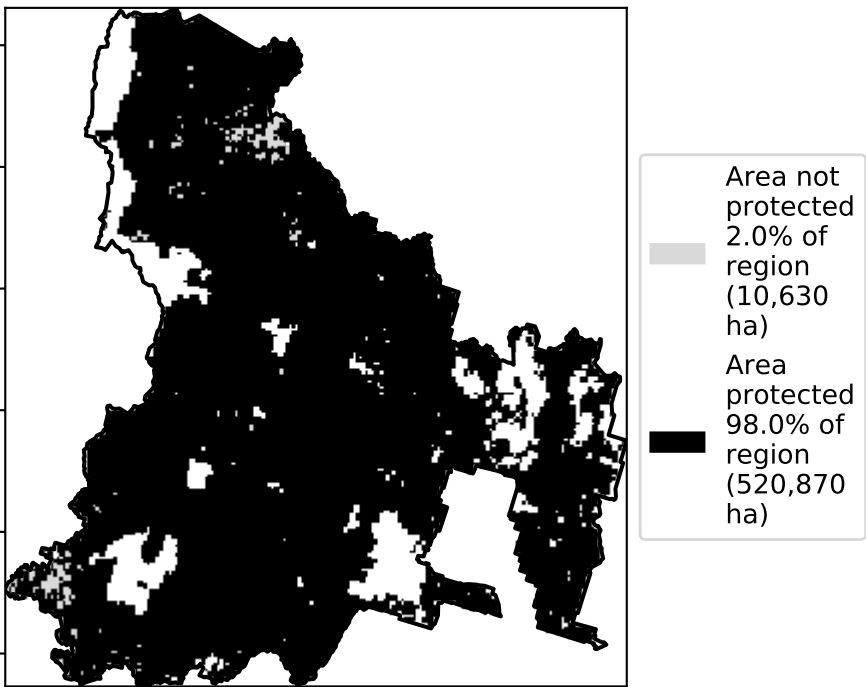 Area not
protected
2.0% of
region
(10,630
ha)
Area
protected
98.0% of
region
(520,870
ha)